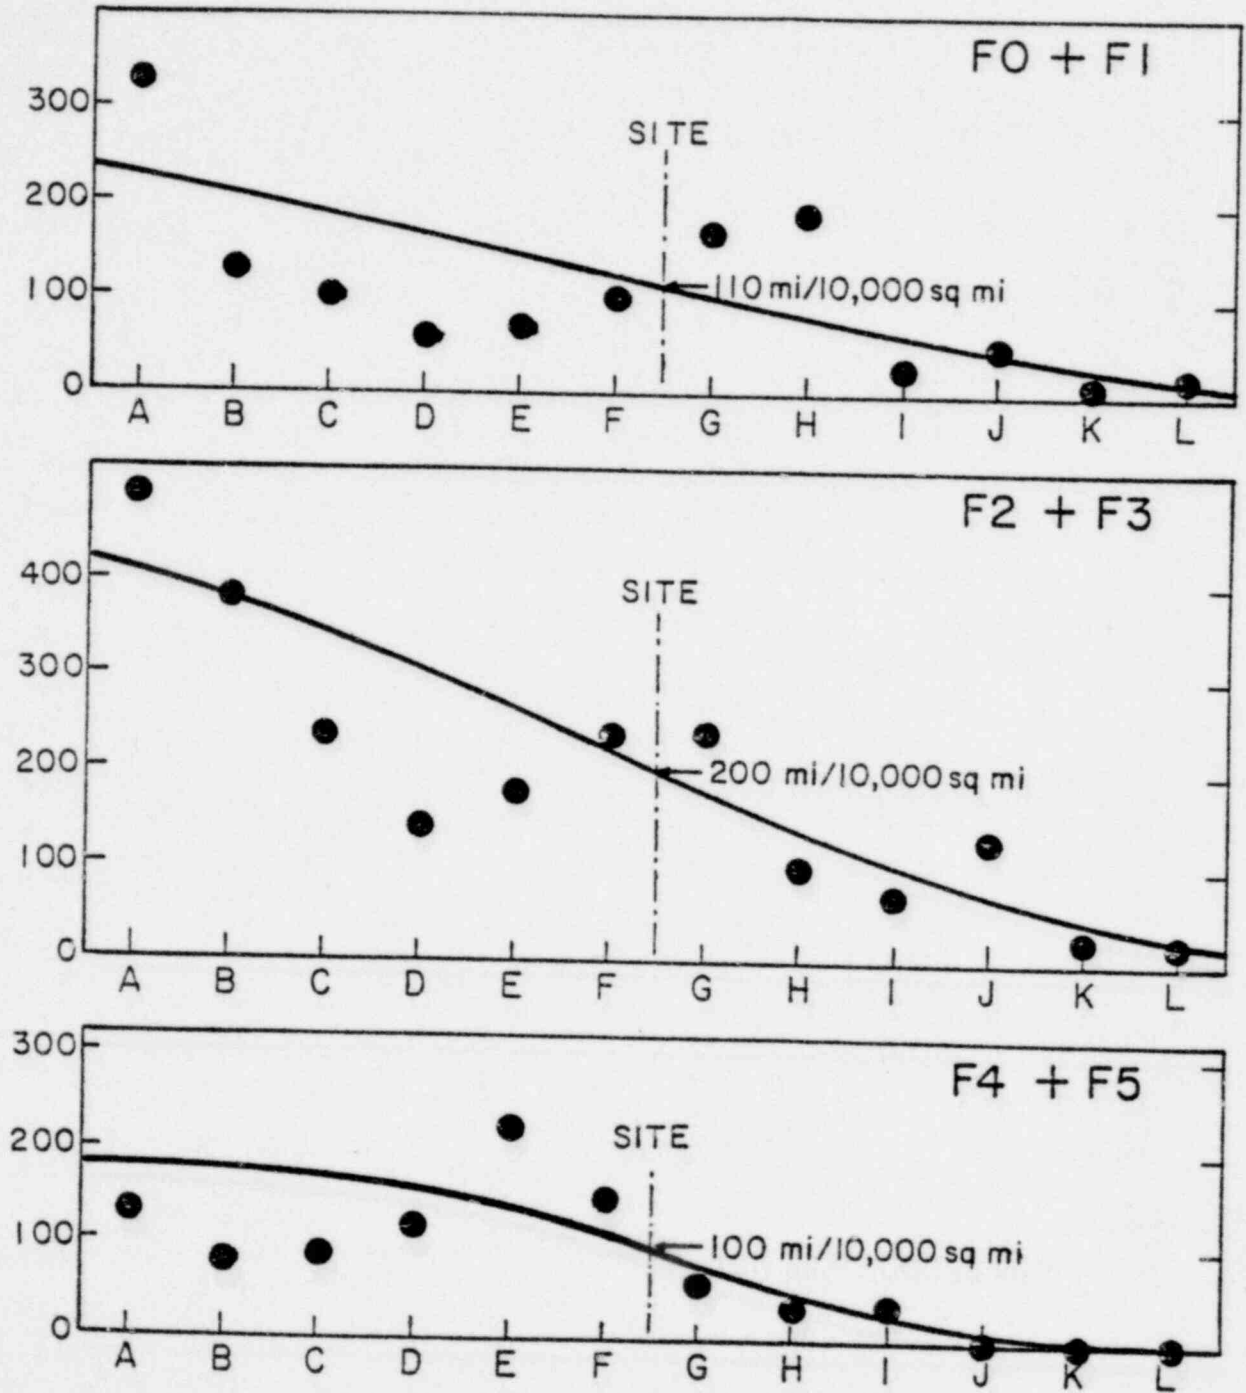 F0 + F1
300
SITE
200
100
110 mi/10,000 sq mi
0
A B C D E F G H I J K L
F2 + F3
400
SITE
300
200
200 mi/10,000 sq mi
100
0
A B C D E F G H I J K L
300
F4 + F5
200
SITE
100
100 mi/10,000 sq mi
0
A B C D E F G H I J K L